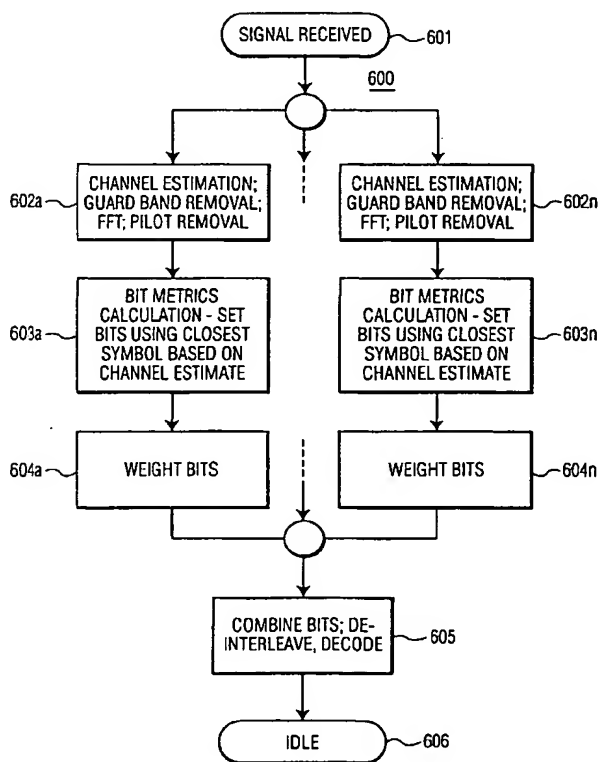 SIGNAL RECEIVED
601
600
602a
CHANNEL ESTIMATION;
GUARD BAND REMOVAL;
FFT; PILOT REMOVAL
CHANNEL ESTIMATION;
GUARD BAND REMOVAL;
FFT; PILOT REMOVAL
602n
603a
BIT METRICS
CALCULATION - SET
BITS USING CLOSEST
SYMBOL BASED ON
CHANNEL ESTIMATE
BIT METRICS
CALCULATION - SET
BITS USING CLOSEST
SYMBOL BASED ON
CHANNEL ESTIMATE
603n
604a
WEIGHT BITS
WEIGHT BITS
604n
COMBINE BITS; DE-
INTERLEAVE, DECODE
605
IDLE
606